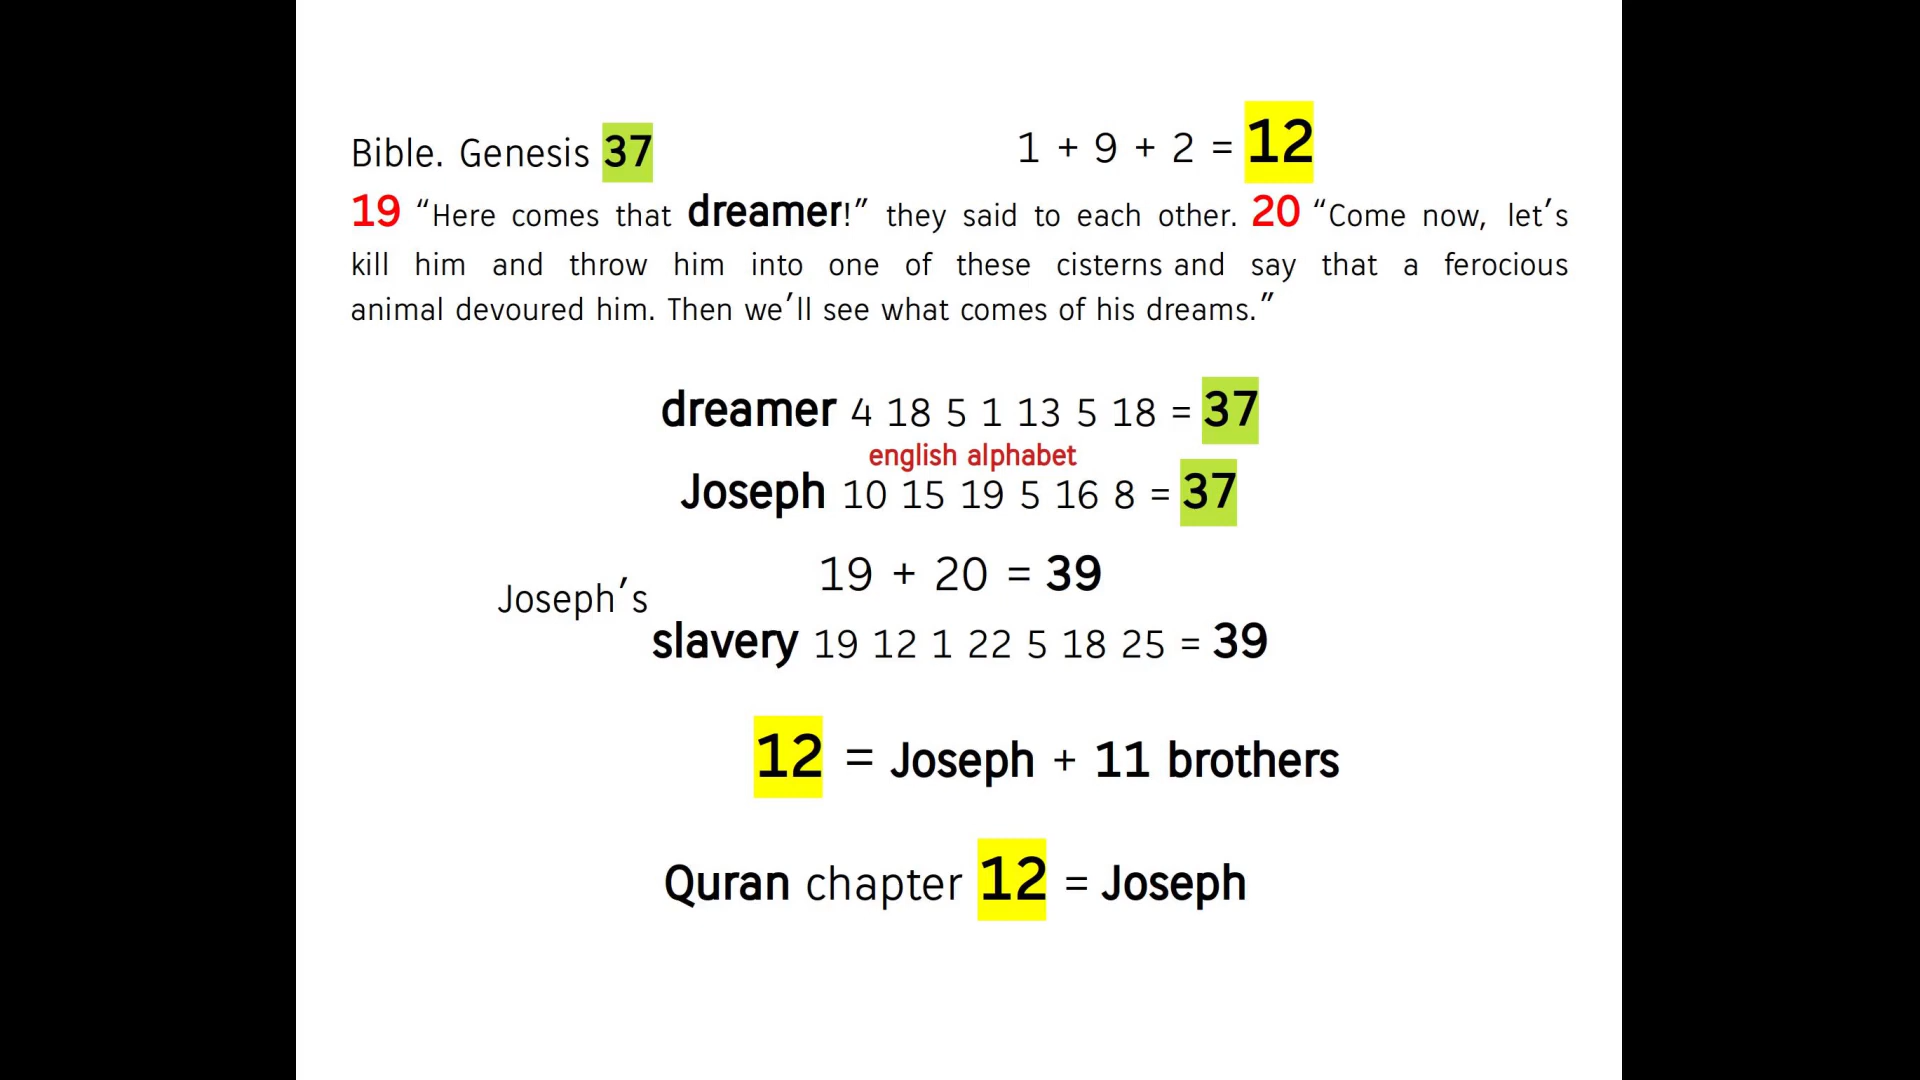 Bible. Genesis 37
1 + 9 + 2 = 12
19 “Here comes that dreamer!” they said to each other. 20 “Come now, let’s
kill him and throw him into one of these cisterns and say that a ferocious
animal devoured him. Then we’ll see what comes of his dreams.”
dreamer 4 18 5 1 13 5 18 = 37
english alphabet
Joseph 10 15 19 5 16 8 = 37
19 + 20 = 39
Joseph’s
slavery 19 12 1 22 5 18 25 = 39
12 = Joseph + 11 brothers
Quran chapter 12 = Joseph